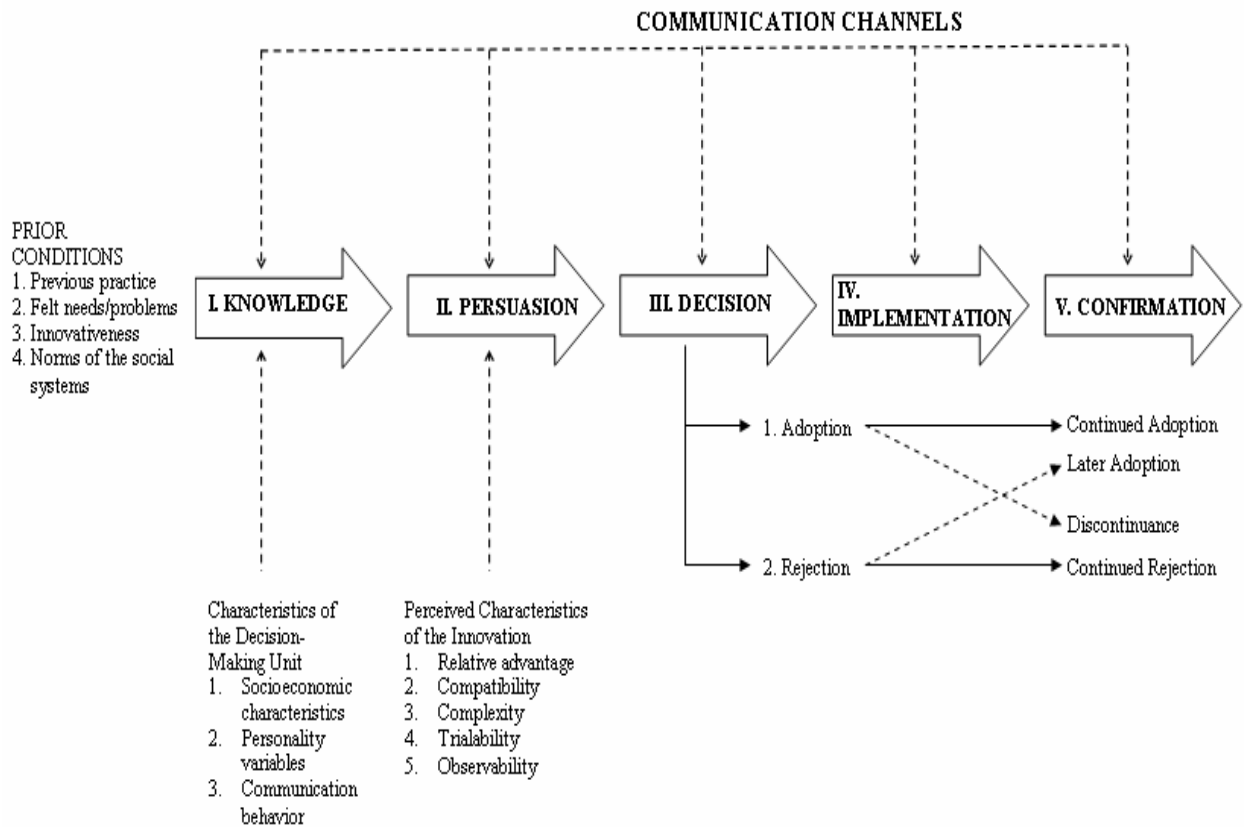 COMMUNICATION CHANNELS
PRIOR
CONDITIONS
1. Previous practice
2. Felt needs/problems
3. Innovativeness
4. Norms of the social
systems
I. KNOWLEDGE
II. PERSUASION
III. DECISION
IV.
IMPLEMENTATION
V. CONFIRMATION
1. Adoption
Continued Adoption
Later Adoption
Discontinuance
2. Rejection
Continued Rejection
Characteristics of
the Decision-
Making Unit
1. Socioeconomic
characteristics
2. Personality
variables
3. Communication
behavior
Perceived Characteristics
of the Innovation
1. Relative advantage
2. Compatibility
3. Complexity
4. Trialability
5. Observability